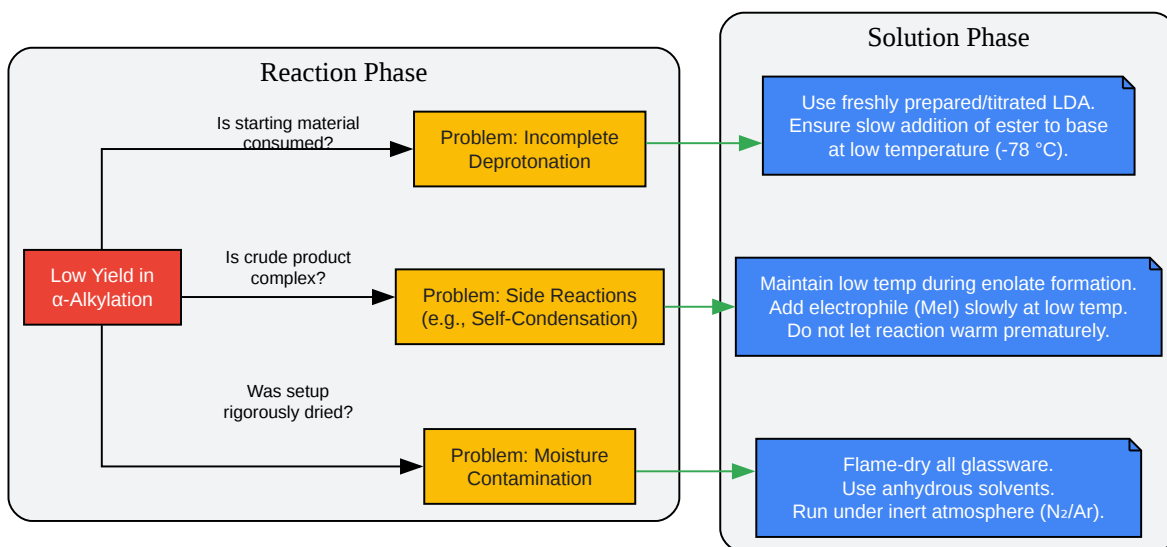 Reaction Phase
Solution Phase
Is starting material
consumed?
Problem: Incomplete
Deprotonation
Use freshly prepared/titrated LDA.
Ensure slow addition of ester to base
at low temperature (-78 °C).
Low Yield in
α-Alkylation
Is crude product
complex?
Problem: Side Reactions
(e.g., Self-Condensation)
Maintain low temp during enolate formation.
Add electrophile (MeI) slowly at low temp.
Do not let reaction warm prematurely.
Was setup
rigorously dried?
Problem: Moisture
Contamination
Flame-dry all glassware.
Use anhydrous solvents.
Run under inert atmosphere (N₂/Ar).